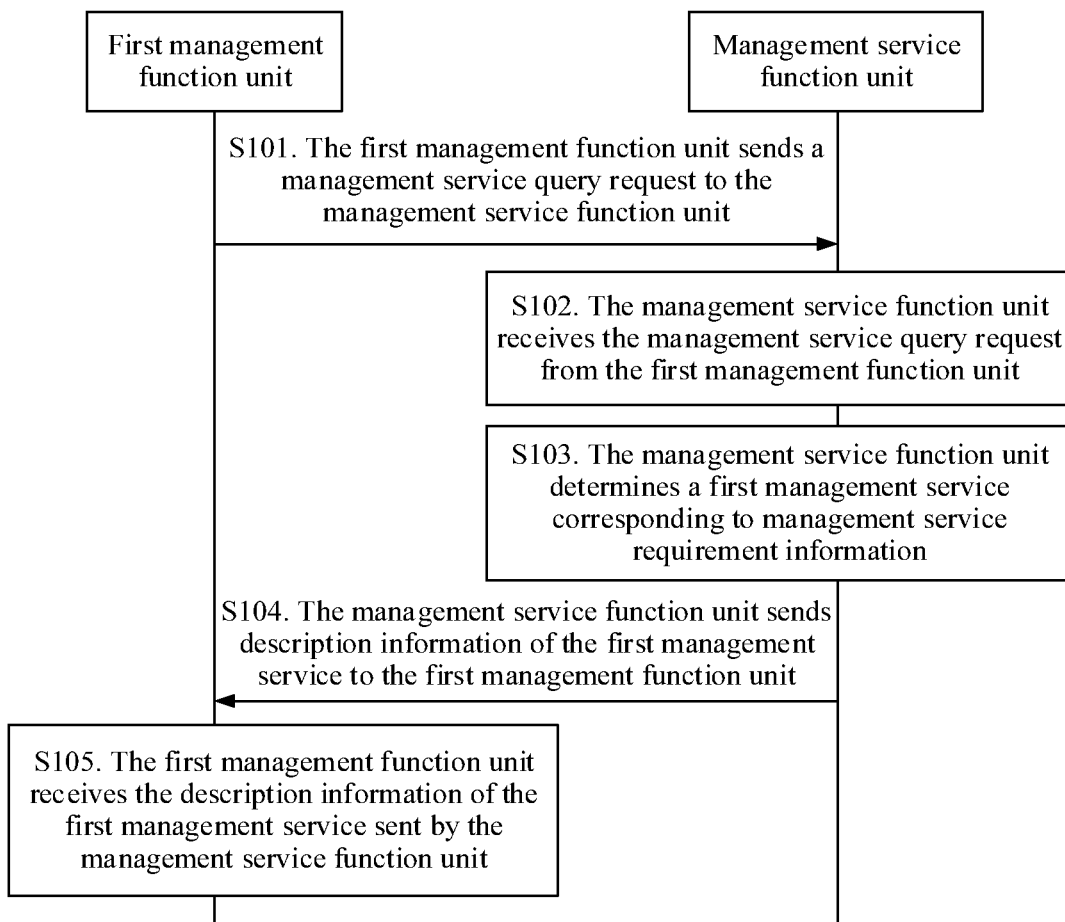 First management
function unit
Management service
function unit
S101. The first management function unit sends a
management service query request to the
management service function unit
S102. The management service function unit
receives the management service query request
from the first management function unit
S103. The management service function unit
determines a first management service
corresponding to management service
requirement information
S104. The management service function unit sends
description information of the first management
service to the first management function unit
S105. The first management function unit
receives the description information of the
first management service sent by the
management service function unit